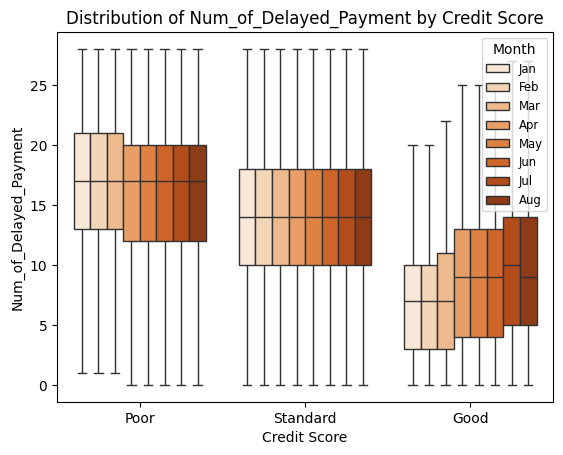 Distribution of Num_of_Delayed_Payment by Credit Score
Num_of_Delayed_Payment
25
20
15
10
5
0
Month
Jan
Feb
Mar
Apr
May
Jun
Jul
Aug
Poor
Standard
Good
Credit Score